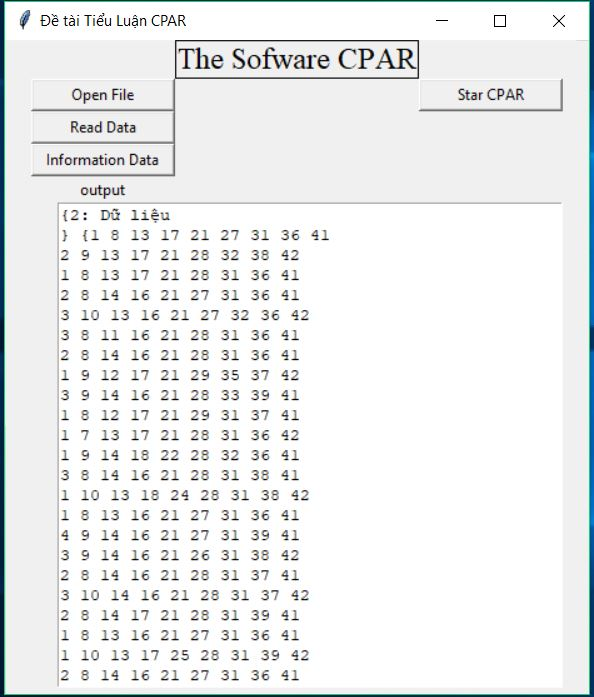 Đề tài Tiểu Luận CPAR
The Sofware CPAR
Open File
Star CPAR
Read Data
Information Data
output
{2: Dữ liệu
} {1 8 13 17 21 27 31 36 41
2 9 13 17 21 28 32 38 42
1 8 13 17 21 28 31 36 41
2 8 14 16 21 27 31 36 41
3 10 13 16 21 27 32 36 42
3 8 11 16 21 28 31 36 41
2 8 14 16 21 28 31 36 41
1 9 12 17 21 29 35 37 42
3 9 14 16 21 28 33 39 41
1 8 12 17 21 29 31 37 41
1 7 13 17 21 28 31 36 42
1 9 14 18 22 28 32 36 41
3 8 14 16 21 28 31 38 41
1 10 13 18 24 28 31 38 42
1 8 13 16 21 27 31 36 41
4 9 14 16 21 27 31 39 41
3 9 14 16 21 26 31 38 42
2 8 14 16 21 28 31 37 41
3 10 14 16 21 28 31 37 42
2 8 14 17 21 28 31 39 41
1 8 13 16 21 27 31 36 41
1 10 13 17 25 28 31 39 42
2 8 14 16 21 27 31 36 41